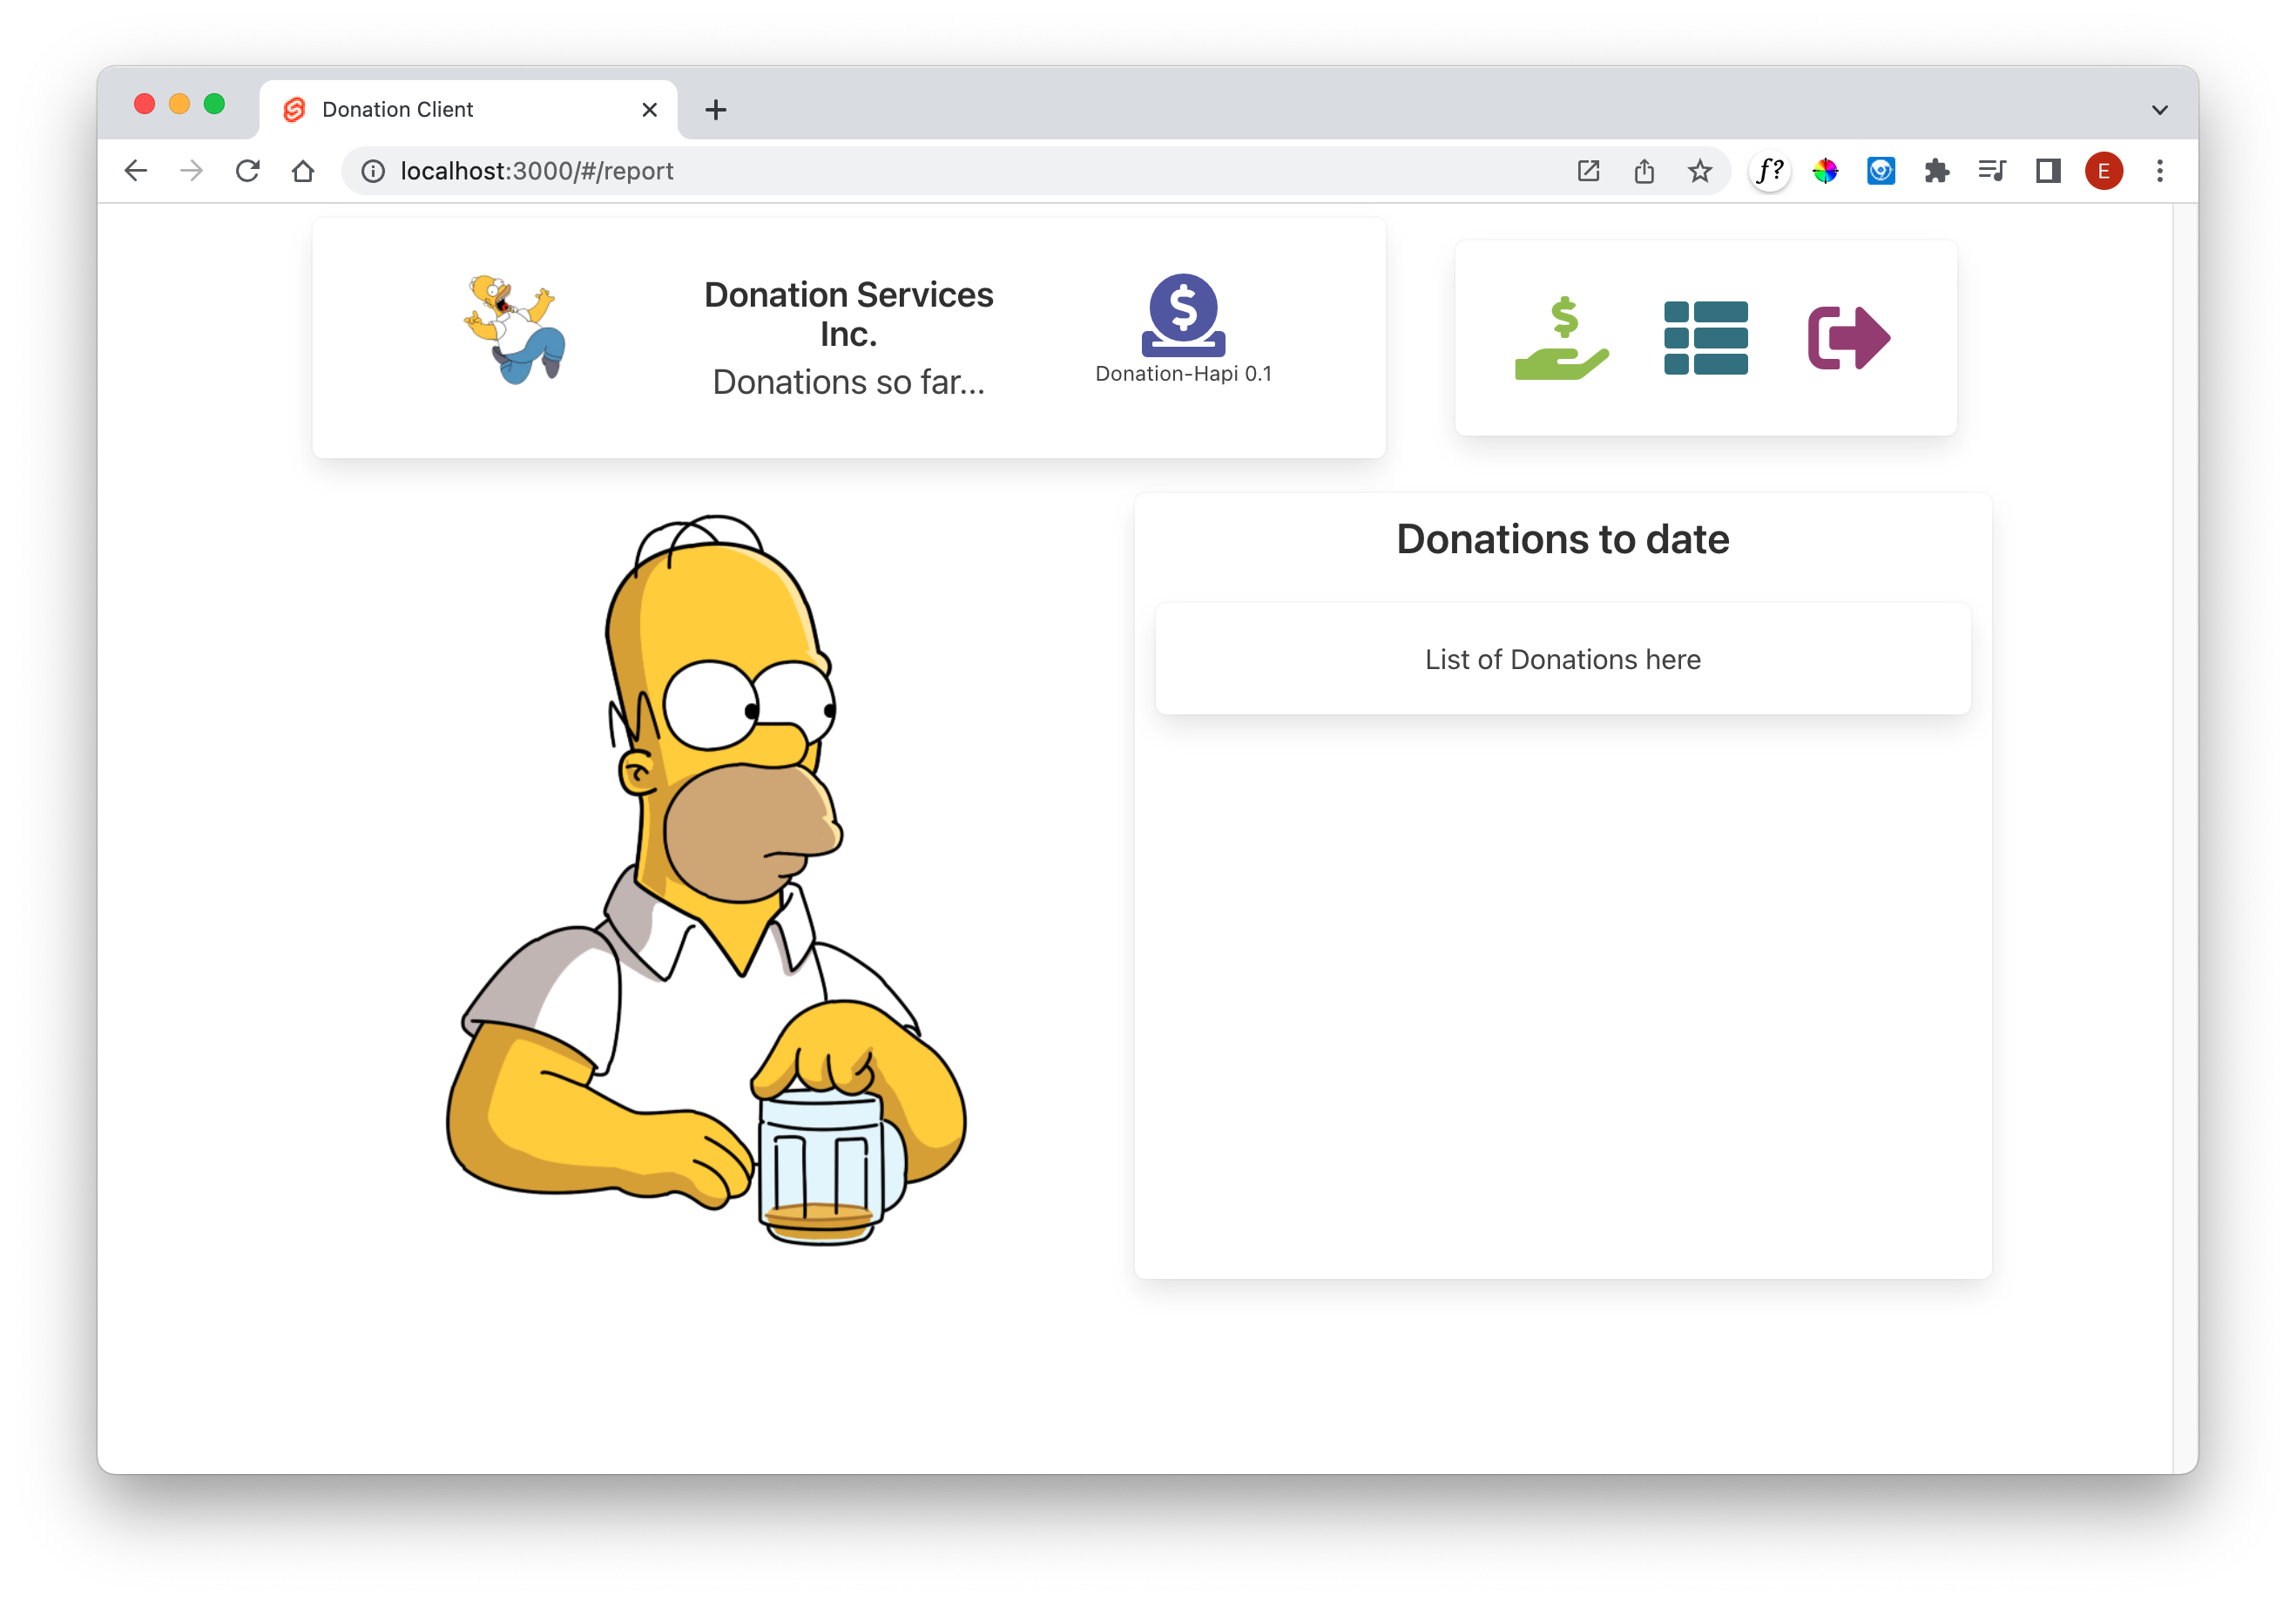 Donation Client
localhost:3000/#/report
f?
E
Donation Services
Inc.
Donations so far...
$
Donation-Hapi 0.1
$
Donations to date
List of Donations here